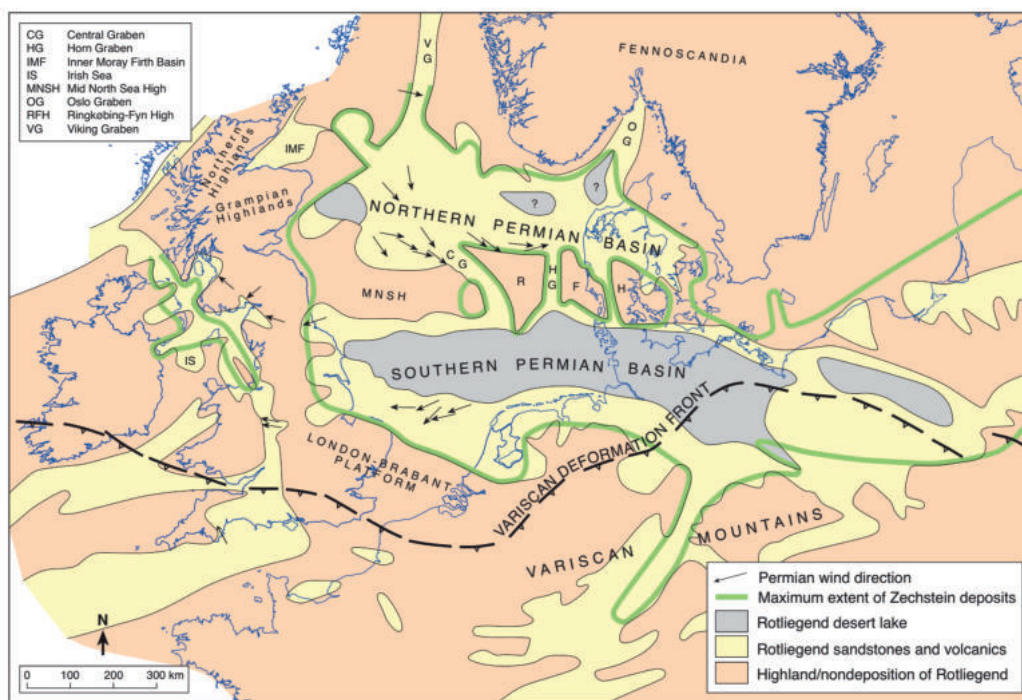 CG Central Graben
HG Horn Graben
IMF Inner Moray Firth Basin
IS Irish Sea
MNSH Mid North Sea High
OG Oslo Graben
RFH Ringkøbing-Fyn High
VG Viking Graben
VG
FENNOSCANDIA
OG
IMF
Northern
Highlands
Grampian
Highlands
?
?
NORTHERN PERMIAN BASIN
CG
HG
R
F
H
MNSH
IS
SOUTHERN PERMIAN BASIN
LONDON-BRABANT
PLATFORM
VARISCAN DEFORMATION FRONT
VARISCAN MOUNTAINS
N
0 100 200 300 km
Permian wind direction
Maximum extent of Zechstein deposits
Rotliegend desert lake
Rotliegend sandstones and volcanics
Highland/nondeposition of Rotliegend